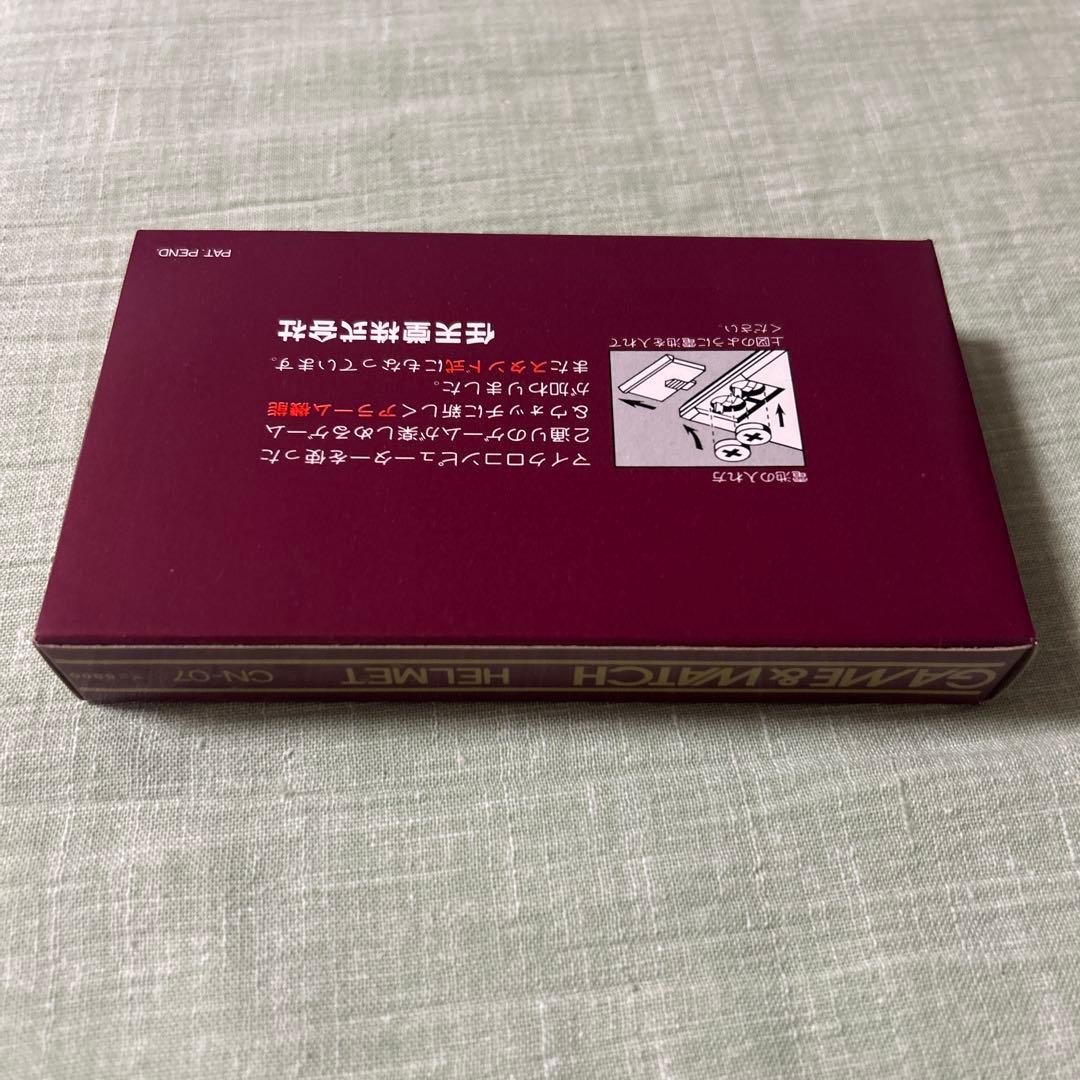 電池の入れ方
上図のように電池を入れて
ください。
マイクロコンピューターを使った
2通りのゲームが楽しめるゲーム
&ウォッチに新しくアラーム機能
が加わりました。
またスタンド式にもなっています。
任天堂株式会社
PAT. PEND.
GAME&WATCH HELMET CN-07